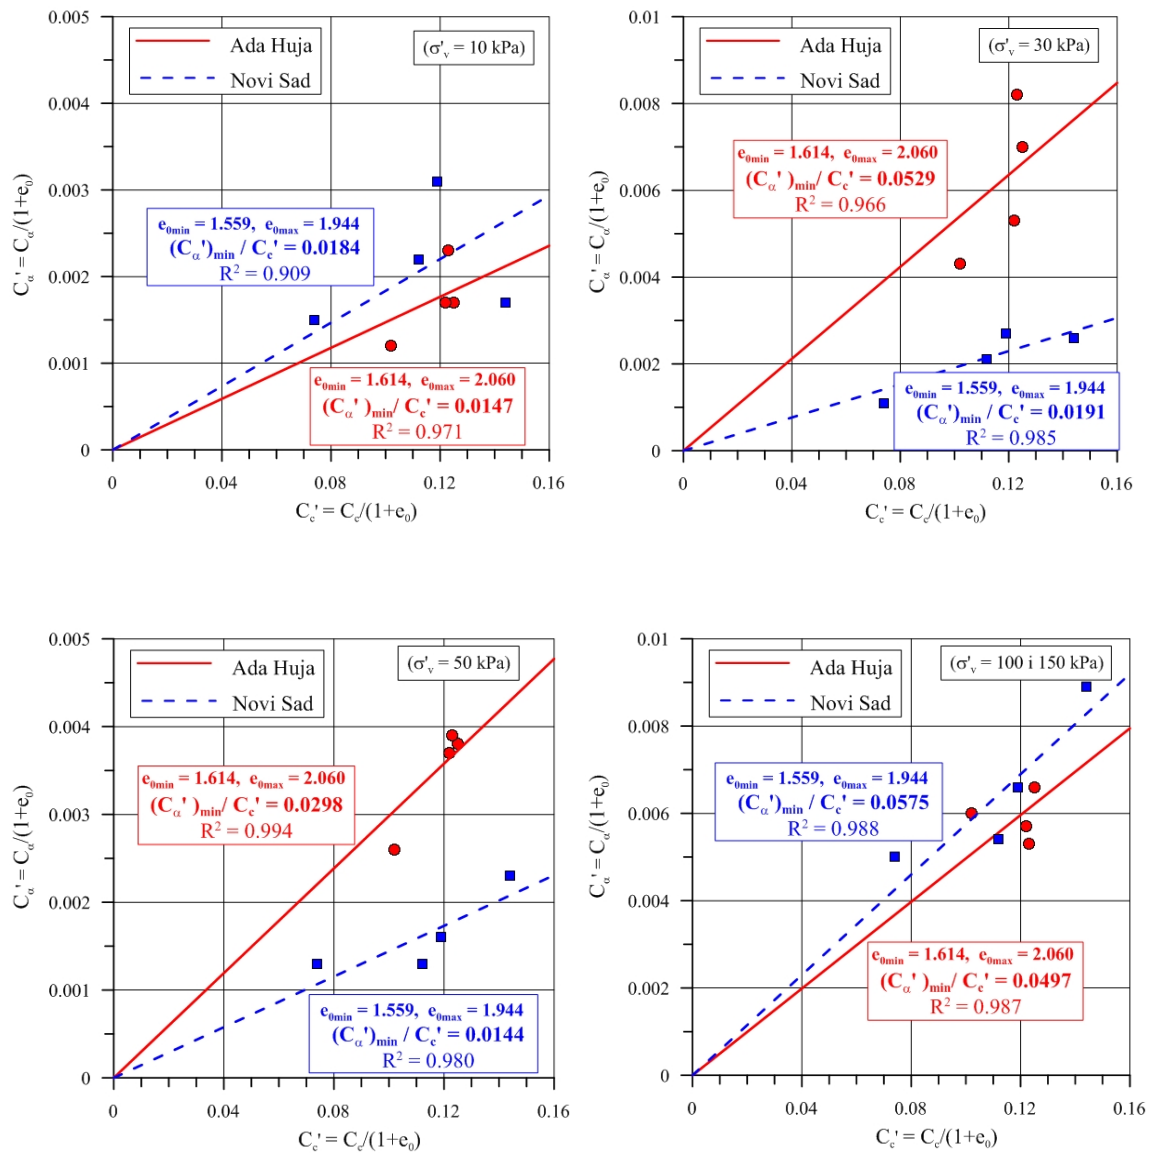 0.005
0.004
0.003
0.002
0.001
0
Cα' = Cα/(1+e0)
Ada Huja
Novi Sad
(σ'v = 10 kPa)
e0min = 1.559, e0max = 1.944
(Cα')min / Cc' = 0.0184
R2 = 0.909
e0min = 1.614, e0max = 2.060
(Cα' )min/ Cc' = 0.0147
R2 = 0.971
0 0.04 0.08 0.12 0.16
Cc' = Cc/(1+e0)
0.01
0.008
0.006
0.004
0.002
0
Cα' = Cα/(1+e0)
Ada Huja
Novi Sad
(σ'v = 30 kPa)
e0min = 1.614, e0max = 2.060
(Cα' )min/ Cc' = 0.0529
R2 = 0.966
e0min = 1.559, e0max = 1.944
(Cα')min / Cc' = 0.0191
R2 = 0.985
0 0.04 0.08 0.12 0.16
Cc' = Cc/(1+e0)
0.005
0.004
0.003
0.002
0.001
0
Cα' = Cα/(1+e0)
Ada Huja
Novi Sad
(σ'v = 50 kPa)
e0min = 1.614, e0max = 2.060
(Cα' )min/ Cc' = 0.0298
R2 = 0.994
e0min = 1.559, e0max = 1.944
(Cα')min / Cc' = 0.0144
R2 = 0.980
0 0.04 0.08 0.12 0.16
Cc' = Cc/(1+e0)
0.01
0.008
0.006
0.004
0.002
0
Cα' = Cα/(1+e0)
Ada Huja
Novi Sad
(σ'v = 100 i 150 kPa)
e0min = 1.559, e0max = 1.944
(Cα')min / Cc' = 0.0575
R2 = 0.988
e0min = 1.614, e0max = 2.060
(Cα' )min/ Cc' = 0.0497
R2 = 0.987
0 0.04 0.08 0.12 0.16
Cc' = Cc/(1+e0)